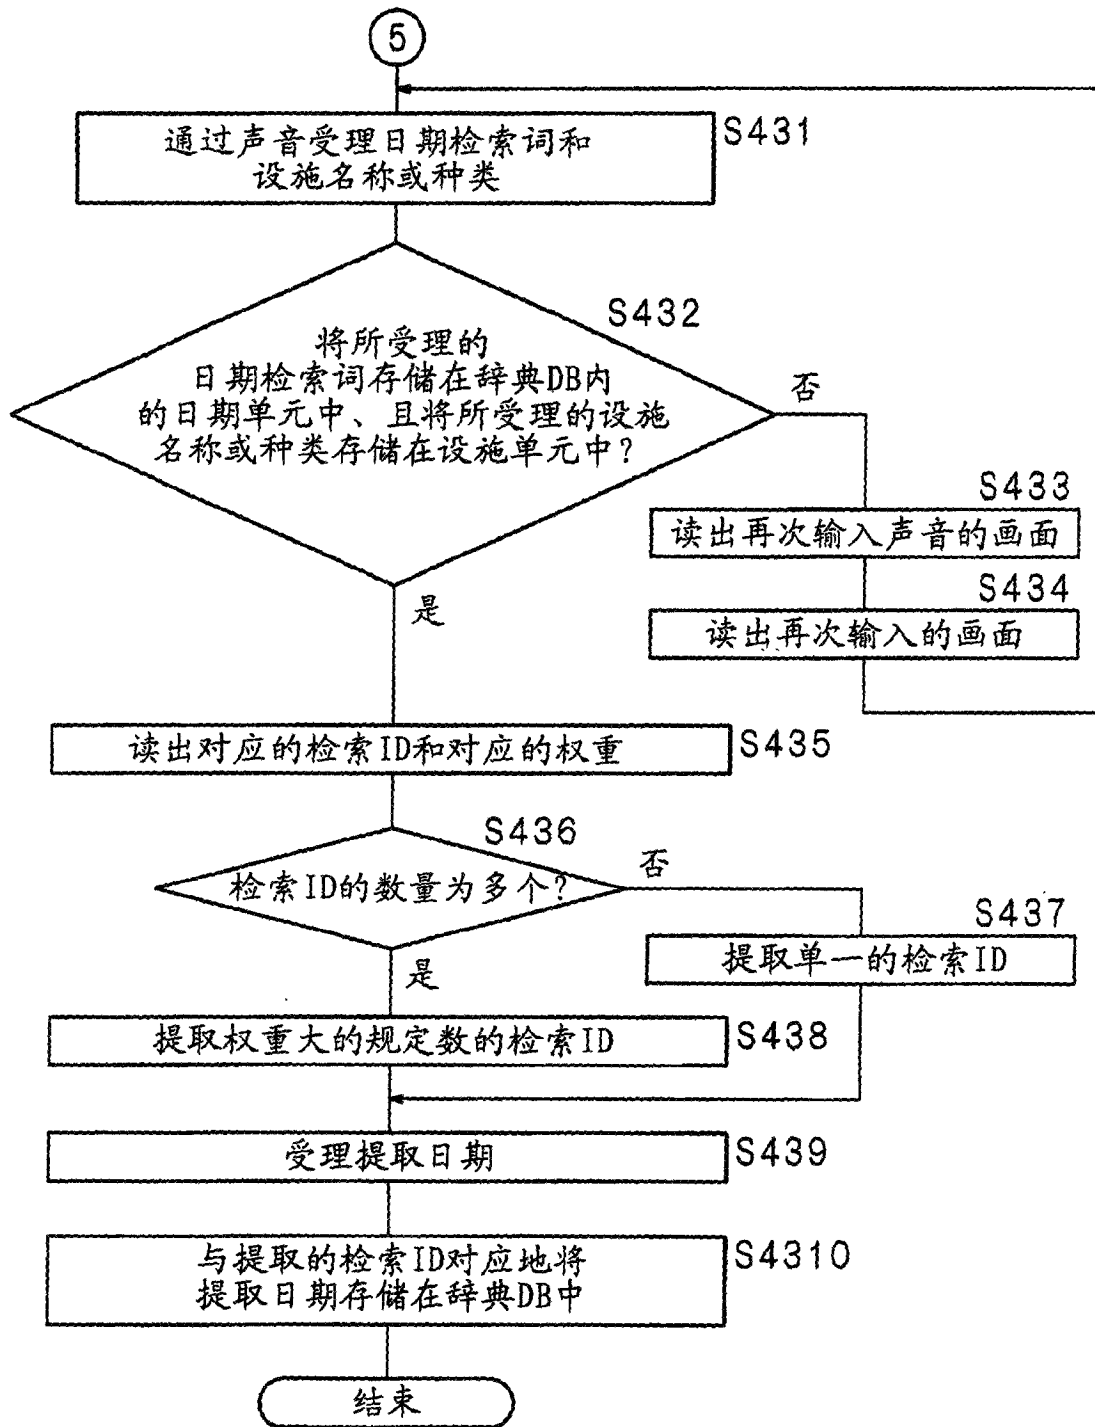 5
通过声音受理日期检索词和
设施名称或种类
S431
S432
将所受理的
日期检索词存储在辞典DB内
的日期单元中、且将所受理的设施
名称或种类存储在设施单元中?
否
S433
读出再次输入声音的画面
S434
读出再次输入的画面
是
读出对应的检索ID和对应的权重
S435
S436
检索ID的数量为多个?
否
S437
提取单一的检索ID
是
提取权重大的规定数的检索ID
S438
受理提取日期
S439
与提取的检索ID对应地将
提取日期存储在辞典DB中
S4310
结束